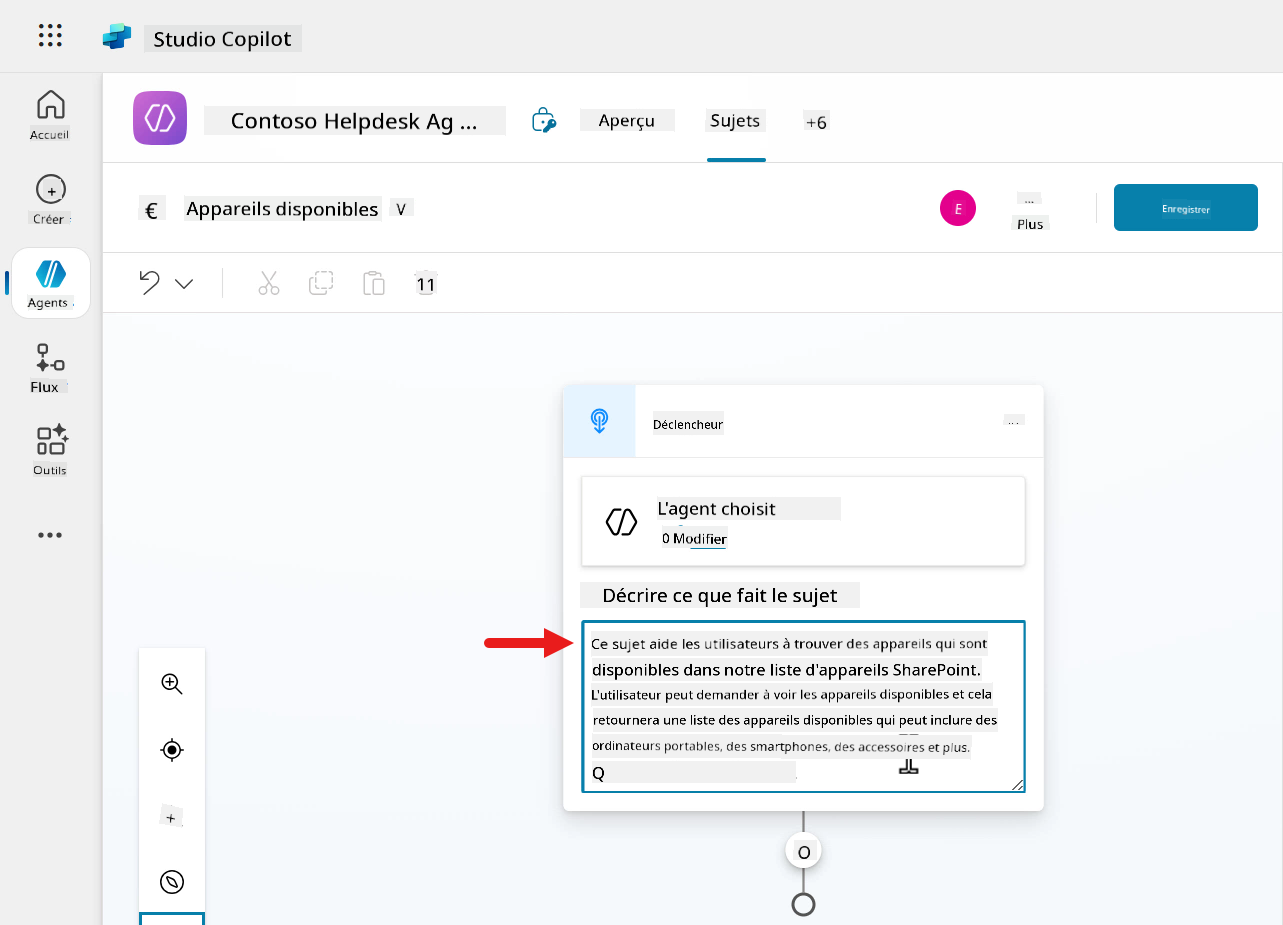 Studio Copilot
Accueil
Créer
Agents
Flux
Outils
Contoso Helpdesk Ag ...
Aperçu
Sujets
+6
€
Appareils disponibles
V
E
...
Plus
Enregistrer
11
Déclencheur
...
L'agent choisit
0 Modifier
Décrire ce que fait le sujet
Ce sujet aide les utilisateurs à trouver des appareils qui sont
disponibles dans notre liste d'appareils SharePoint.
L'utilisateur peut demander à voir les appareils disponibles et cela
retournera une liste des appareils disponibles qui peut inclure des
ordinateurs portables, des smartphones, des accessoires et plus.
Q
O